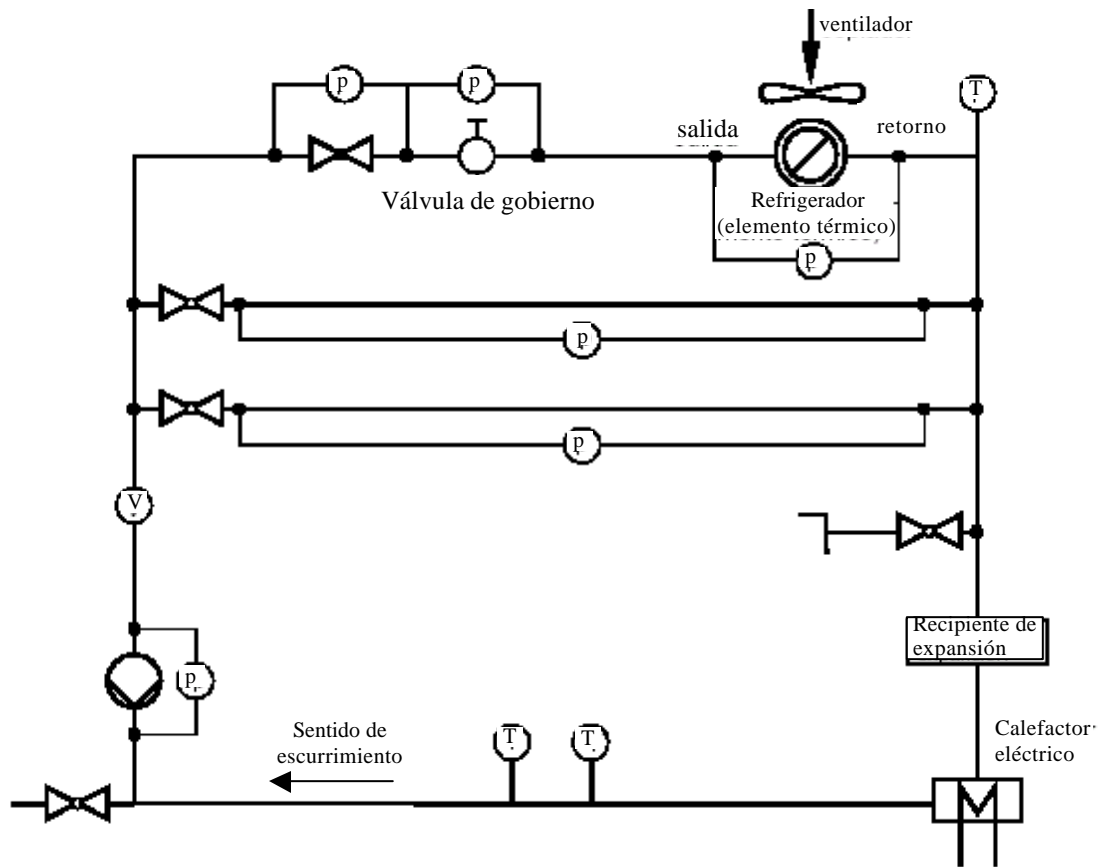 ventilador
p
p
T
salida
retorno
Válvula de gobierno
Refrigerador
(elemento térmico)
p
p
p
V
Recipiente de
expansión
p
Sentido de
escurrimiento
T
T
Calefactor
eléctrico